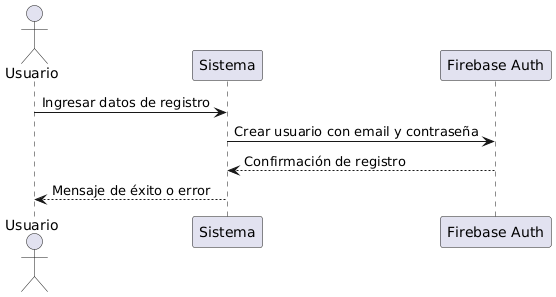 Usuario
Sistema
Firebase Auth
Ingresar datos de registro
Crear usuario con email y contraseña
Confirmación de registro
Mensaje de éxito o error
Usuario
Sistema
Firebase Auth